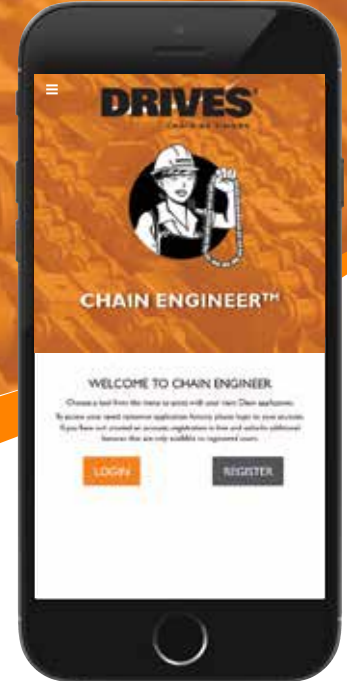 DRIVES
CHAIN ENGINEER™
WELCOME TO CHAIN ENGINEER
Choose a tool from the menu to assist with your next Chain application.
To access your saved customer application history please login to your account.
If you have not created an account, registration is free and unlocks additional
features that are only available to registered users.
LOGIN
REGISTER